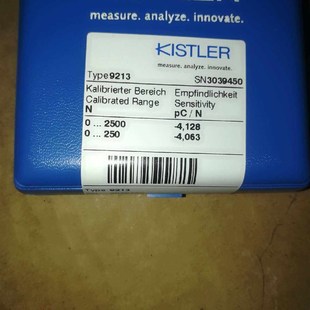 measure. analyze. innovate.
KISTLER
measure. analyze. innovate.
Type 9213 SN3039450
Kalibrierter Bereich Empfindlichkeit
Calibrated Range Sensitivity
N pC / N
0 ... 2500 -4,128
0 ... 250 -4,063
Type 9213